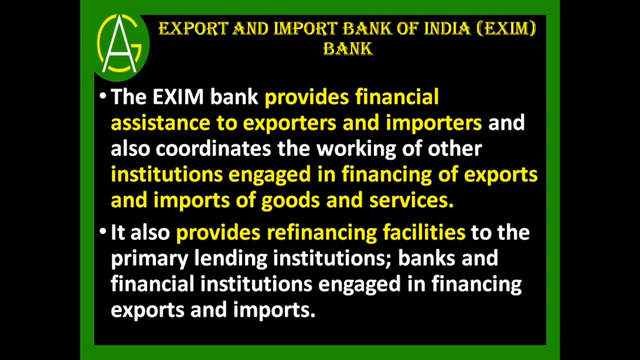 EXPORT AND IMPORT BANK OF INDIA (EXIM)
BANK
• The EXIM bank provides financial
assistance to exporters and importers and
also coordinates the working of other
institutions engaged in financing of exports
and imports of goods and services.
• It also provides refinancing facilities to the
primary lending institutions; banks and
financial institutions engaged in financing
exports and imports.